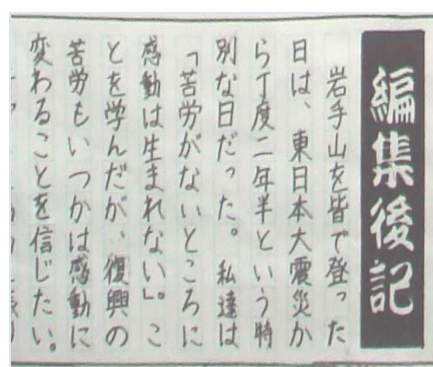 編集後記
岩手山を皆で登った
日は、東日本大震災か
ら丁度二年半という時
別な日だった。私達は
「苦労がないところに
感動は生まれない」。こ
とを学んだが、復興の
苦労もいつかは感動に
変わることを信じたい。